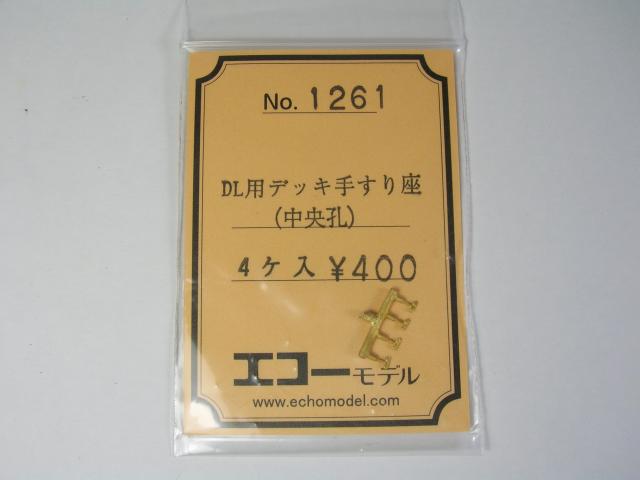 No. 1261
DL用デッキ手すり座
(中央孔)
4ケ入 ¥400
エコーモデル
www.echomodel.com